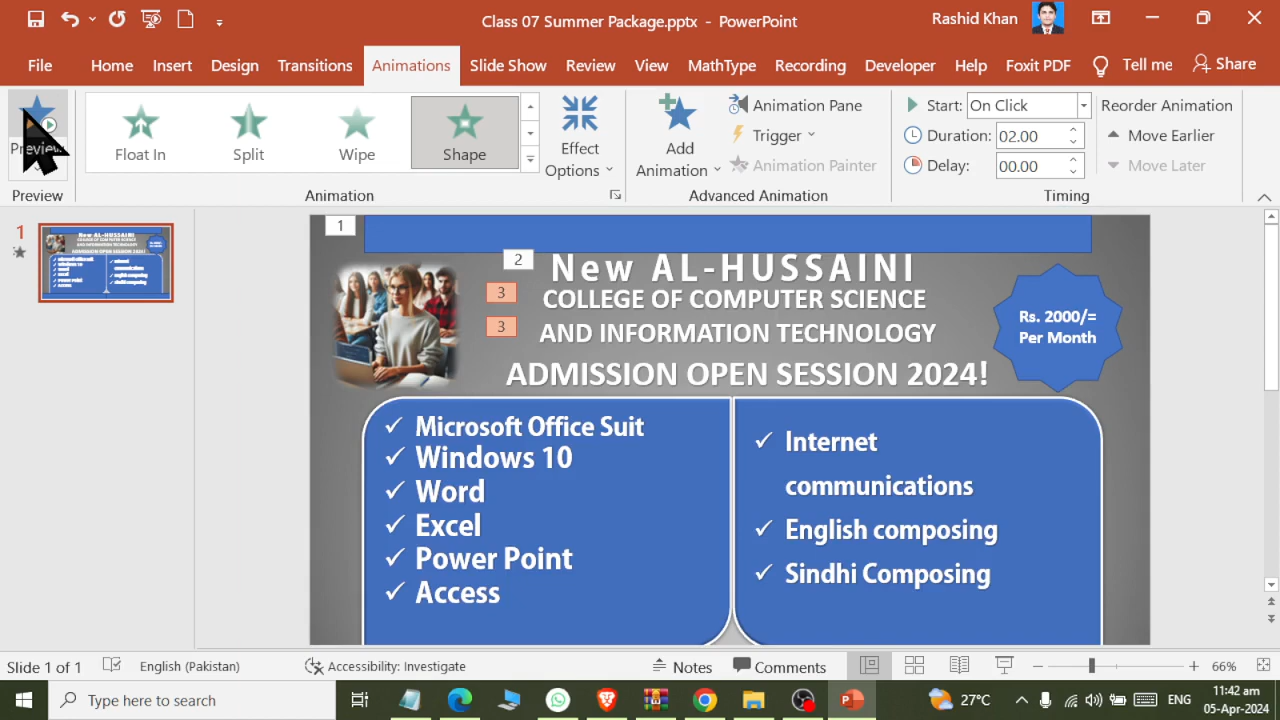 Class 07 Summer Package.pptx - PowerPoint
Rashid Khan
File Home Insert Design Transitions Animations Slide Show Review View MathType Recording Developer Help Foxit PDF Tell me Share
Preview
Float In Split Wipe Shape
Effect Options
Add Animation
Animation Pane
Trigger
Animation Painter
Start: On Click
Duration: 02.00
Delay: 00.00
Reorder Animation
Move Earlier
Move Later
Preview Animation Advanced Animation Timing
1
1
2
3
3
New AL-HUSSAINI
COLLEGE OF COMPUTER SCIENCE
AND INFORMATION TECHNOLOGY
ADMISSION OPEN SESSION 2024!
Rs. 2000/=
Per Month
✓ Microsoft Office Suit
✓ Windows 10
✓ Word
✓ Excel
✓ Power Point
✓ Access
✓ Internet
communications
✓ English composing
✓ Sindhi Composing
Slide 1 of 1 English (Pakistan) Accessibility: Investigate Notes Comments 66%
Type here to search 27°C ENG 11:42 am
05-Apr-2024